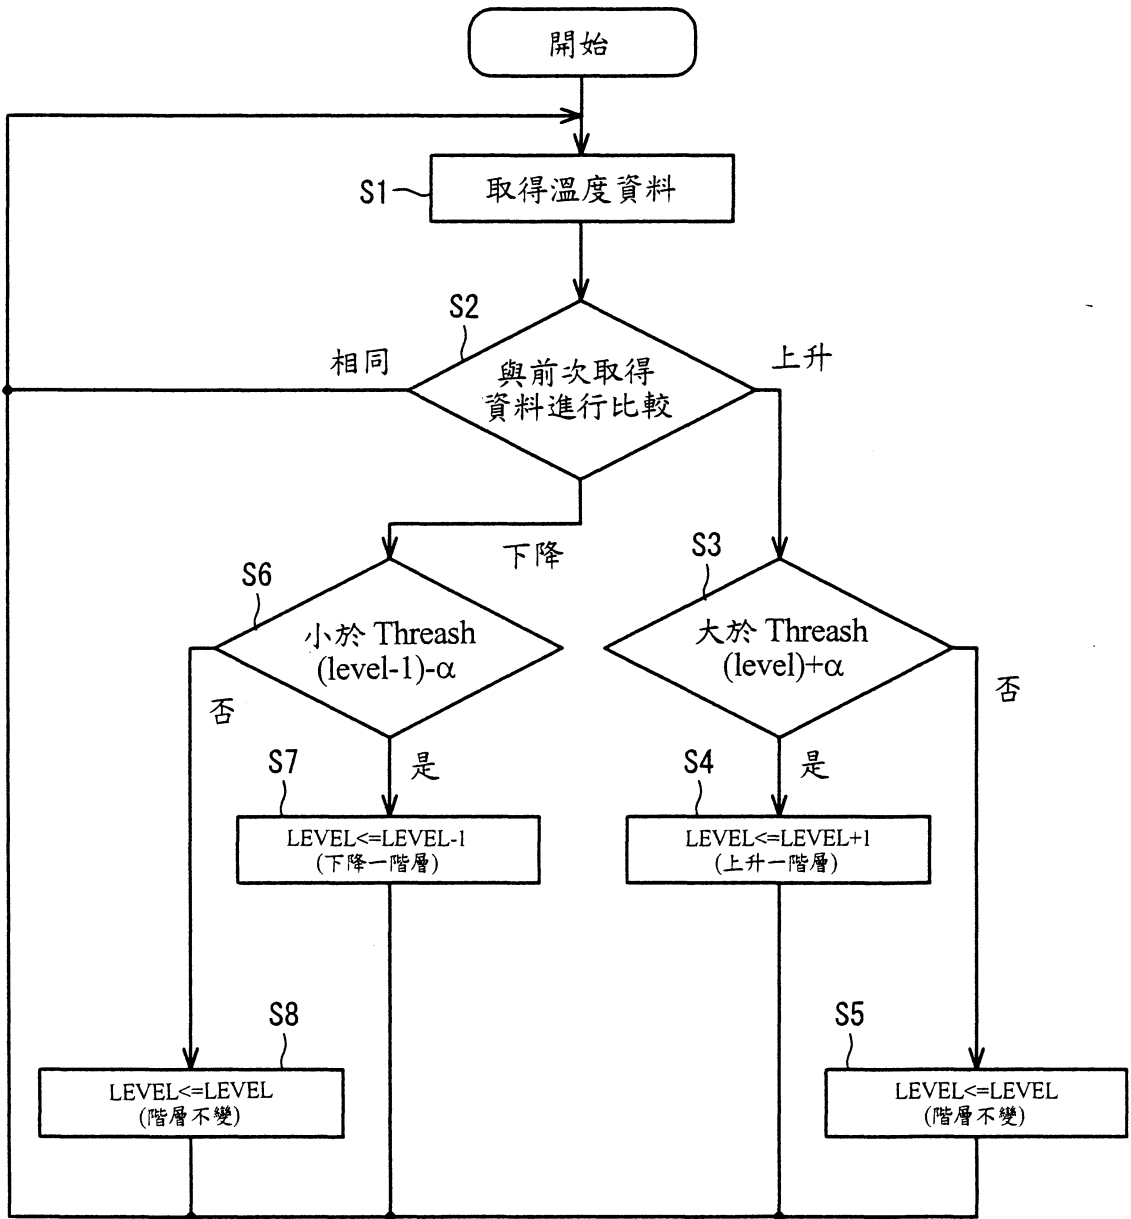 開始
S1
取得溫度資料
S2
相同
與前次取得
資料進行比較
上升
下降
S6
小於 Threash
(level-1)-α
S3
大於 Threash
(level)+α
否
否
S7
是
S4
是
LEVEL<=LEVEL-1
(下降一階層)
LEVEL<=LEVEL+1
(上升一階層)
S8
S5
LEVEL<=LEVEL
(階層不變)
LEVEL<=LEVEL
(階層不變)